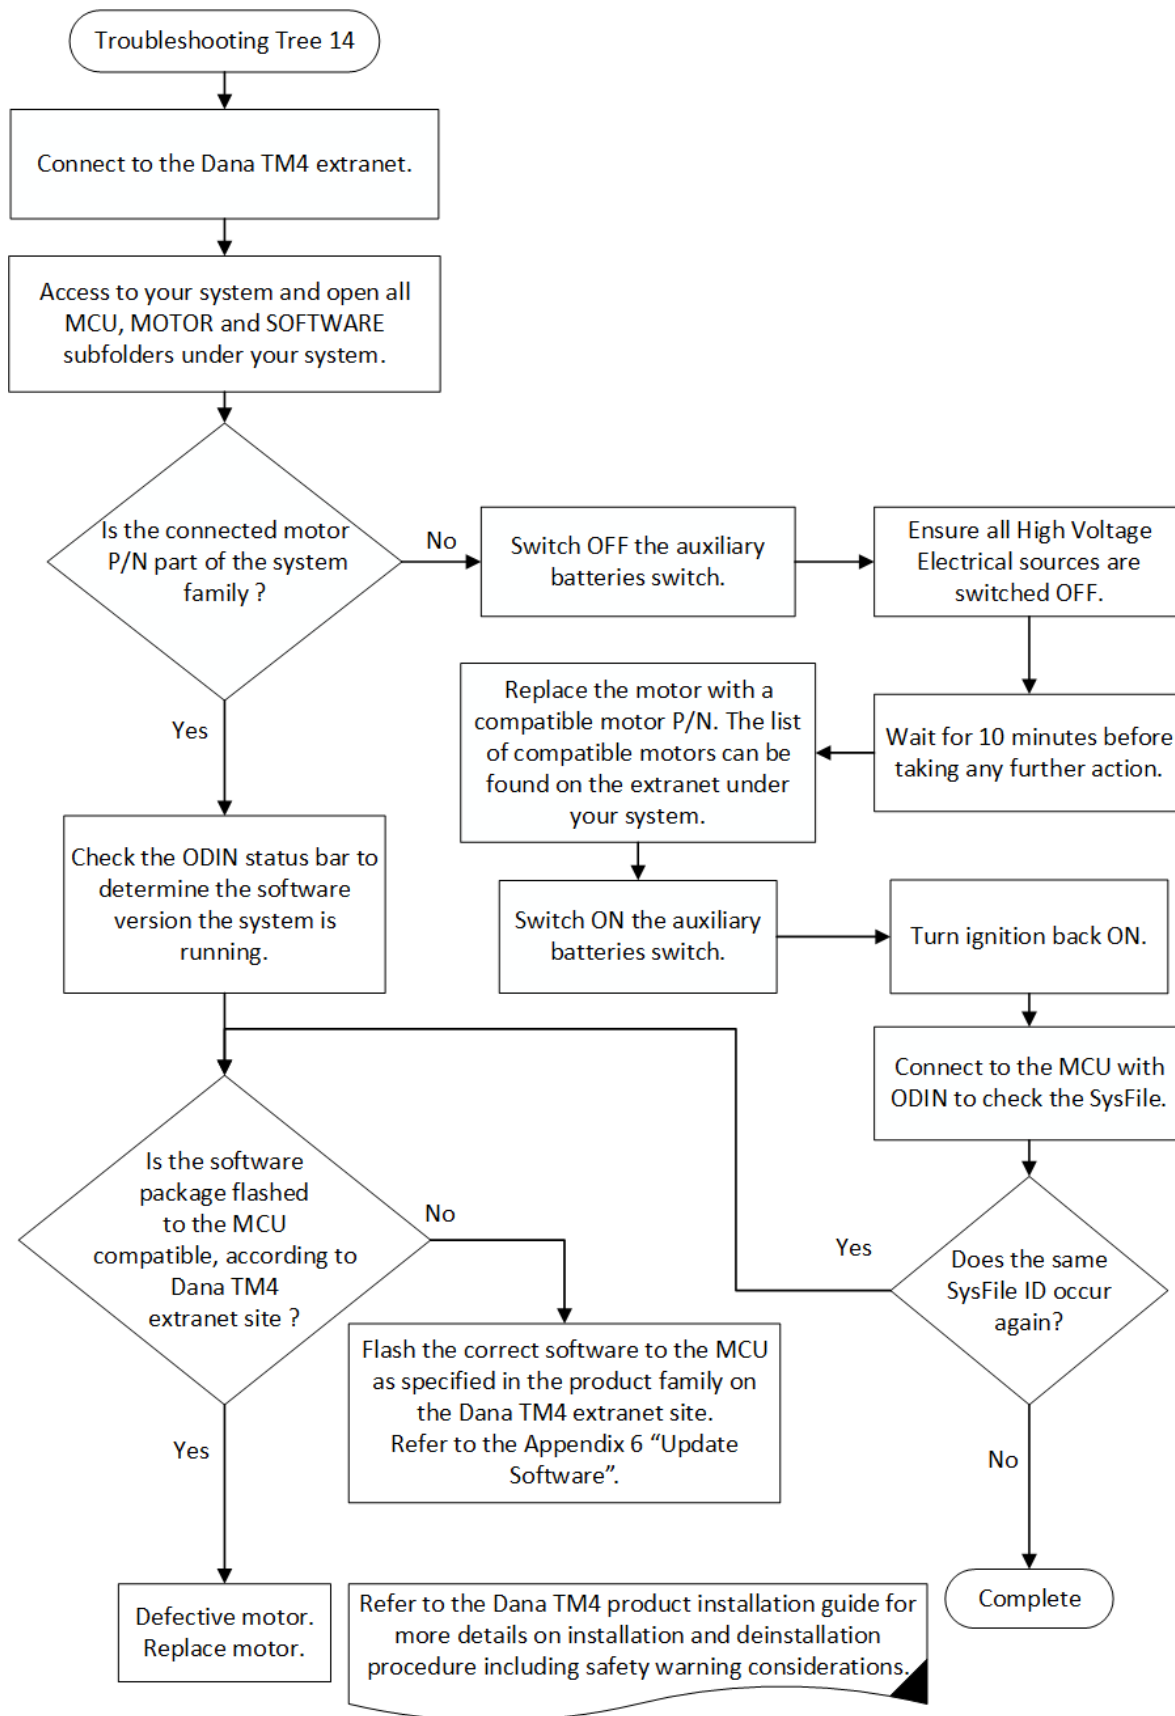 Troubleshooting Tree 14
Connect to the Dana TM4 extranet.
Access to your system and open all
MCU, MOTOR and SOFTWARE
subfolders under your system.
Is the connected motor
P/N part of the system
family ?
No
Switch OFF the auxiliary
batteries switch.
Ensure all High Voltage
Electrical sources are
switched OFF.
Wait for 10 minutes before
taking any further action.
Replace the motor with a
compatible motor P/N. The list
of compatible motors can be
found on the extranet under
your system.
Switch ON the auxiliary
batteries switch.
Turn ignition back ON.
Connect to the MCU with
ODIN to check the SysFile.
Does the same
SysFile ID occur
again?
Yes
No
Complete
Yes
Check the ODIN status bar to
determine the software
version the system is
running.
Is the software
package flashed
to the MCU
compatible, according to
Dana TM4
extranet site ?
No
Flash the correct software to the MCU
as specified in the product family on
the Dana TM4 extranet site.
Refer to the Appendix 6 “Update
Software”.
Yes
Defective motor.
Replace motor.
Refer to the Dana TM4 product installation guide for
more details on installation and deinstallation
procedure including safety warning considerations.